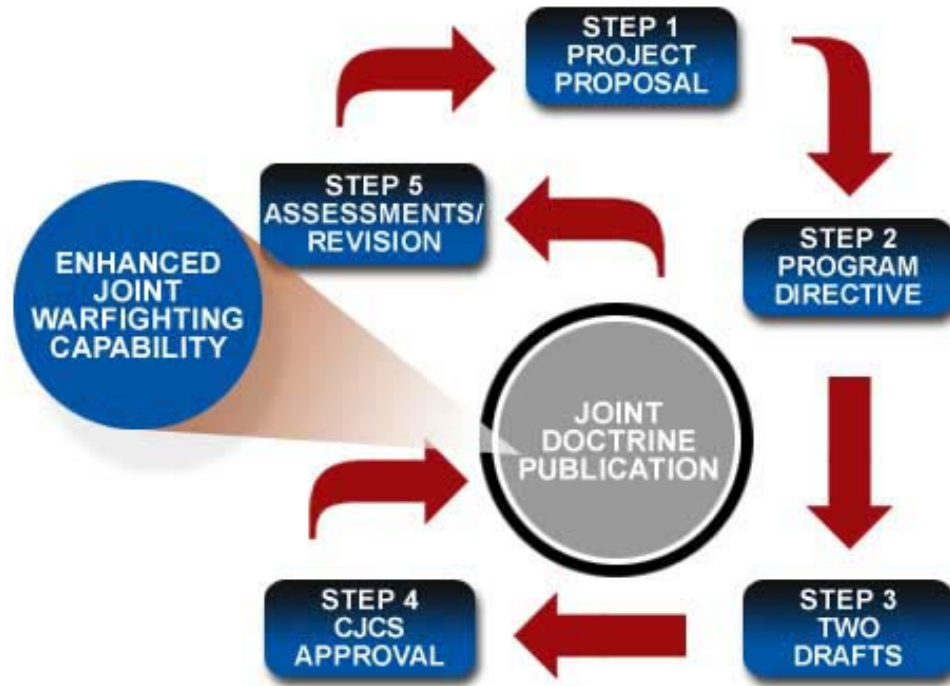 STEP 1
PROJECT
PROPOSAL
STEP 5
ASSESSMENTS/
REVISION
STEP 2
PROGRAM
DIRECTIVE
ENHANCED
JOINT
WARFIGHTING
CAPABILITY
JOINT
DOCTRINE
PUBLICATION
STEP 4
CJCS
APPROVAL
STEP 3
TWO
DRAFTS